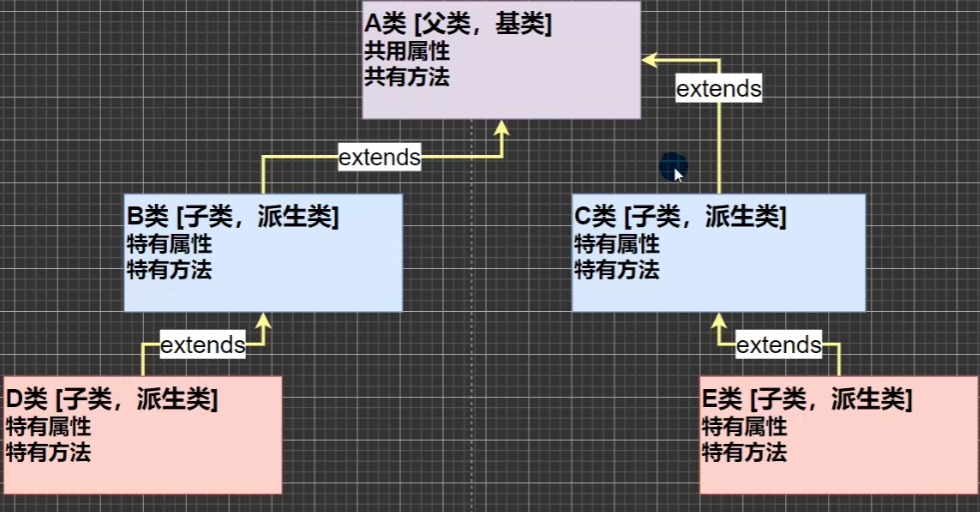 A类 [父类，基类]
共用属性
共有方法
extends
extends
B类 [子类，派生类]
特有属性
特有方法
C类 [子类，派生类]
特有属性
特有方法
extends
extends
D类 [子类，派生类]
特有属性
特有方法
E类 [子类，派生类]
特有属性
特有方法